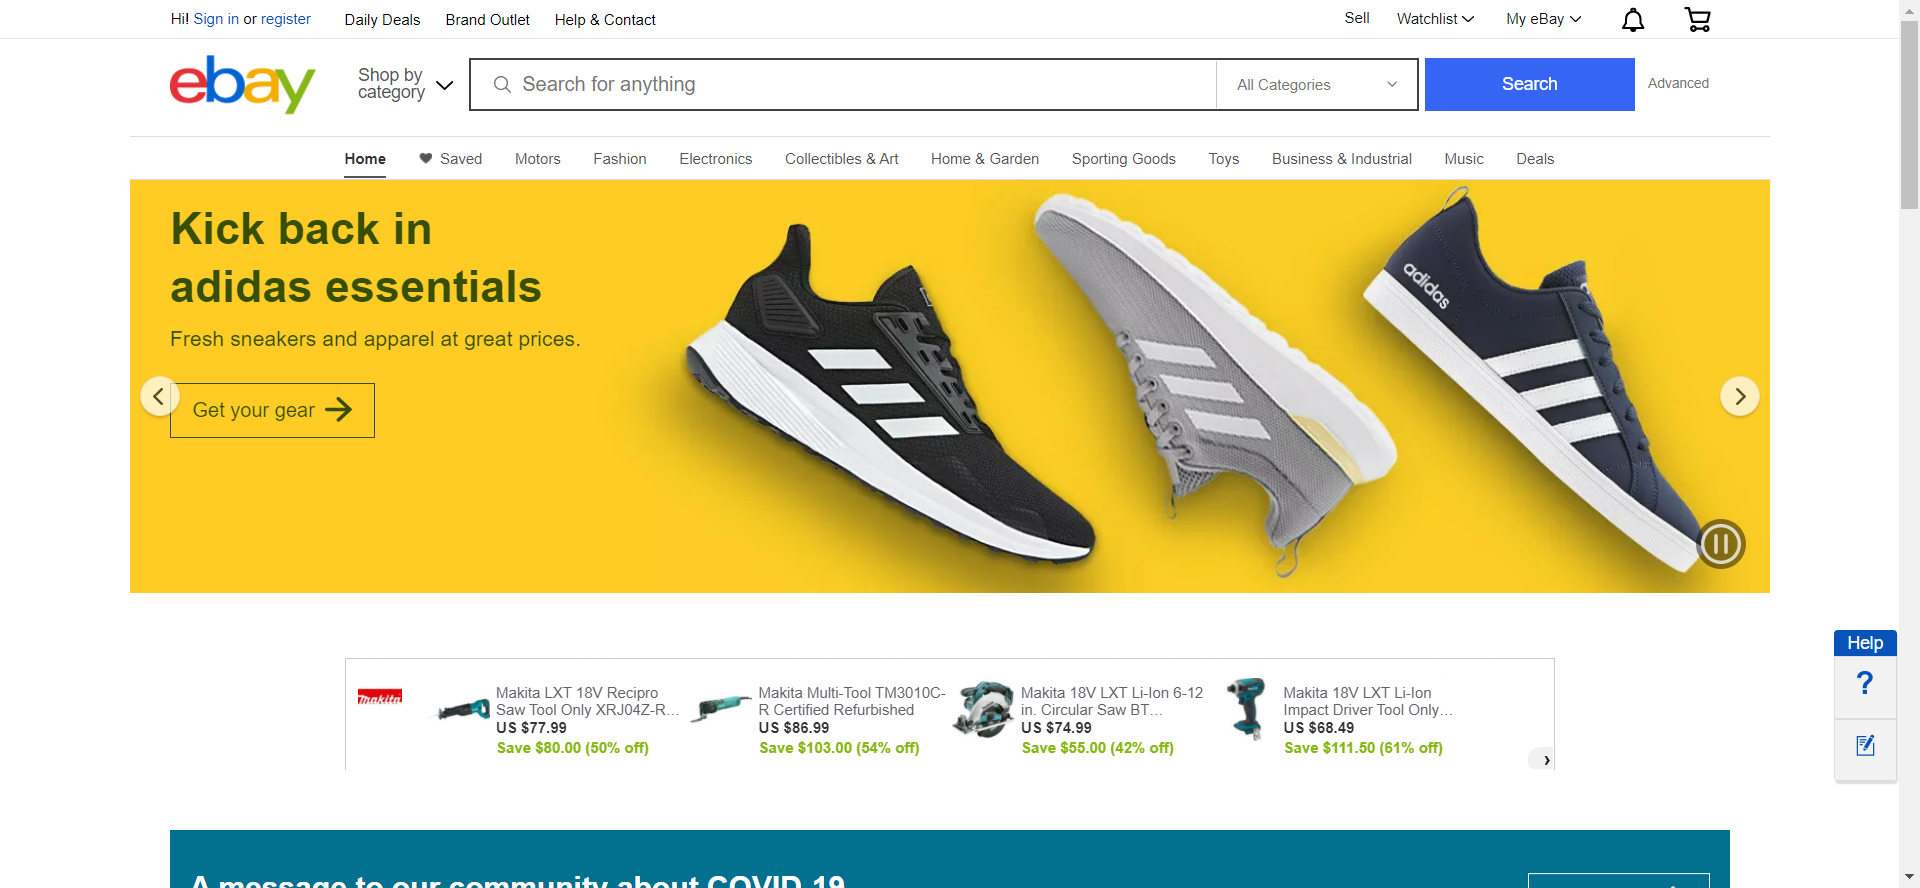 Hi! Sign in or register
Daily Deals
Brand Outlet
Help & Contact
Sell
Watchlist
My eBay
ebay
Shop by
category
Search for anything
All Categories
Search
Advanced
Home
Saved
Motors
Fashion
Electronics
Collectibles & Art
Home & Garden
Sporting Goods
Toys
Business & Industrial
Music
Deals
Kick back in
adidas essentials
Fresh sneakers and apparel at great prices.
Get your gear
adidas
Makita
Makita LXT 18V Recipro
Saw Tool Only XRJ04Z-R...
US $77.99
Save $80.00 (50% off)
Makita Multi-Tool TM3010C-
R Certified Refurbished
US $86.99
Save $103.00 (54% off)
Makita 18V LXT Li-Ion 6-12
in. Circular Saw BT...
US $74.99
Save $55.00 (42% off)
Makita 18V LXT Li-Ion
Impact Driver Tool Only...
US $68.49
Save $111.50 (61% off)
Help
?
A message to our community about COVID-19